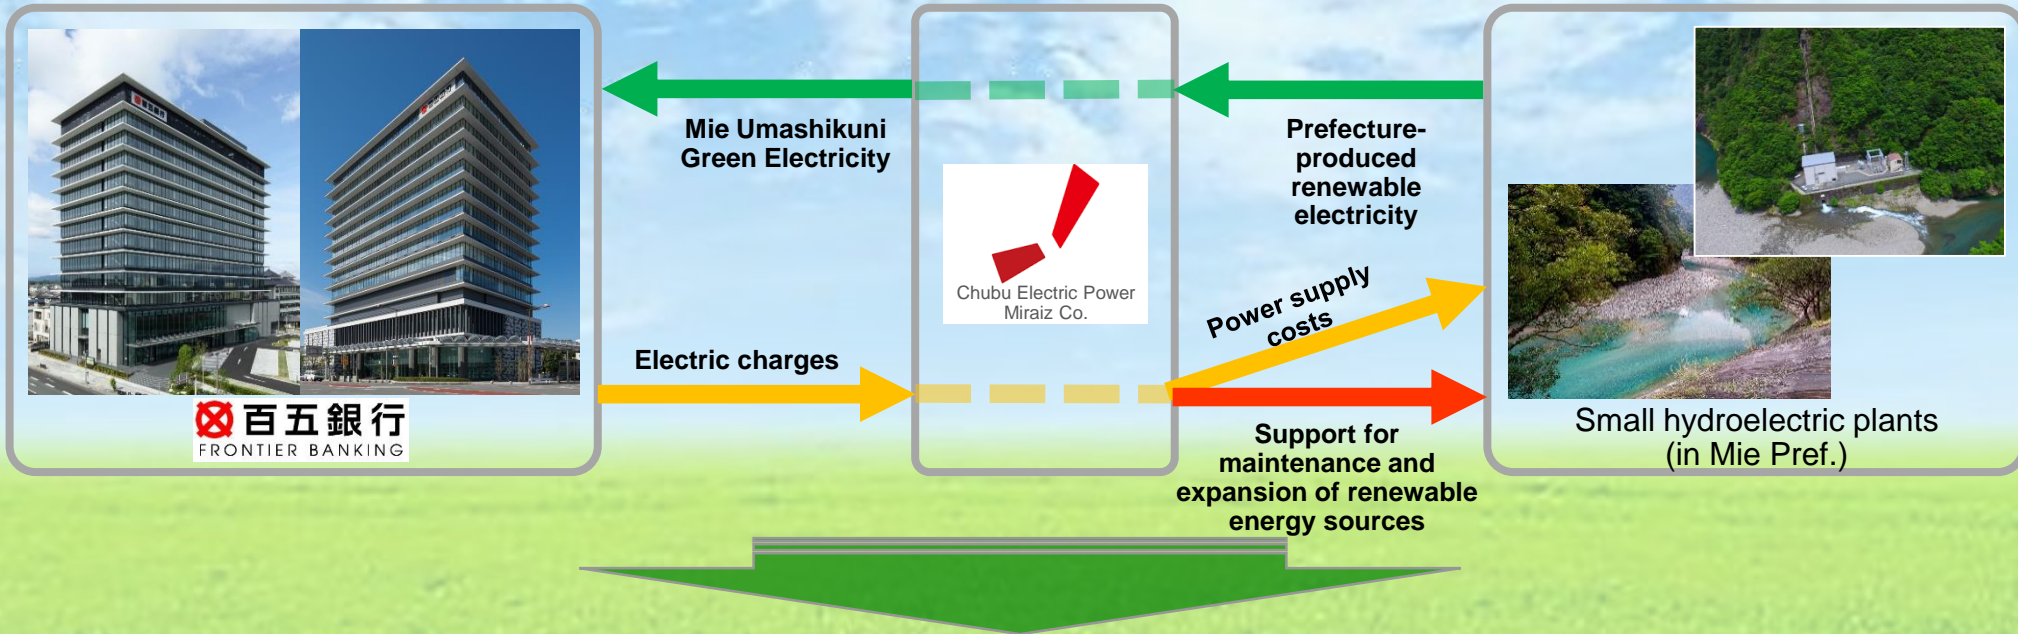 Mie Umashikuni
Green Electricity
Prefecture-
produced
renewable
electricity
Chubu Electric Power
Miraiz Co.
Power supply
costs
Electric charges
百五銀行
FRONTIER BANKING
Support for
maintenance and
expansion of renewable
energy sources
Small hydroelectric plants
(in Mie Pref.)